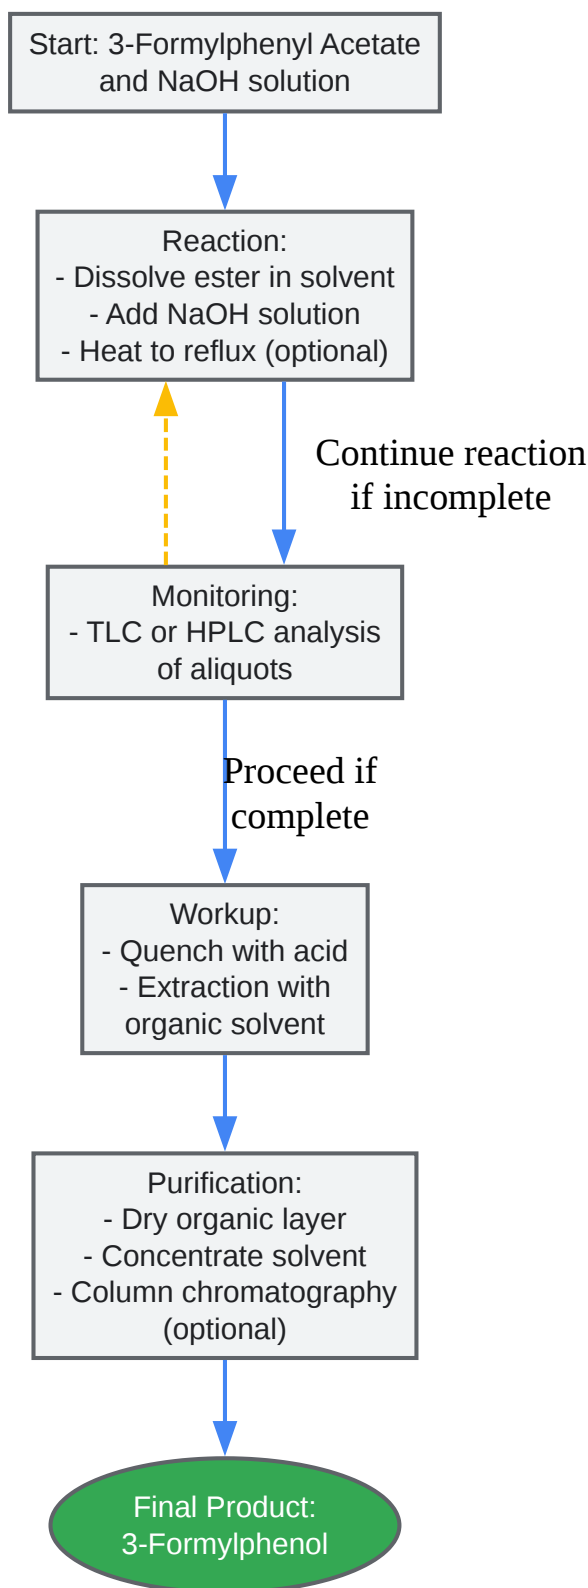 Start: 3-Formylphenyl Acetate
and NaOH solution
Reaction:
- Dissolve ester in solvent
- Add NaOH solution
- Heat to reflux (optional)
Continue reaction
if incomplete
Monitoring:
- TLC or HPLC analysis
of aliquots
Proceed if
complete
Workup:
- Quench with acid
- Extraction with
organic solvent
Purification:
- Dry organic layer
- Concentrate solvent
- Column chromatography
(optional)
Final Product:
3-Formylphenol